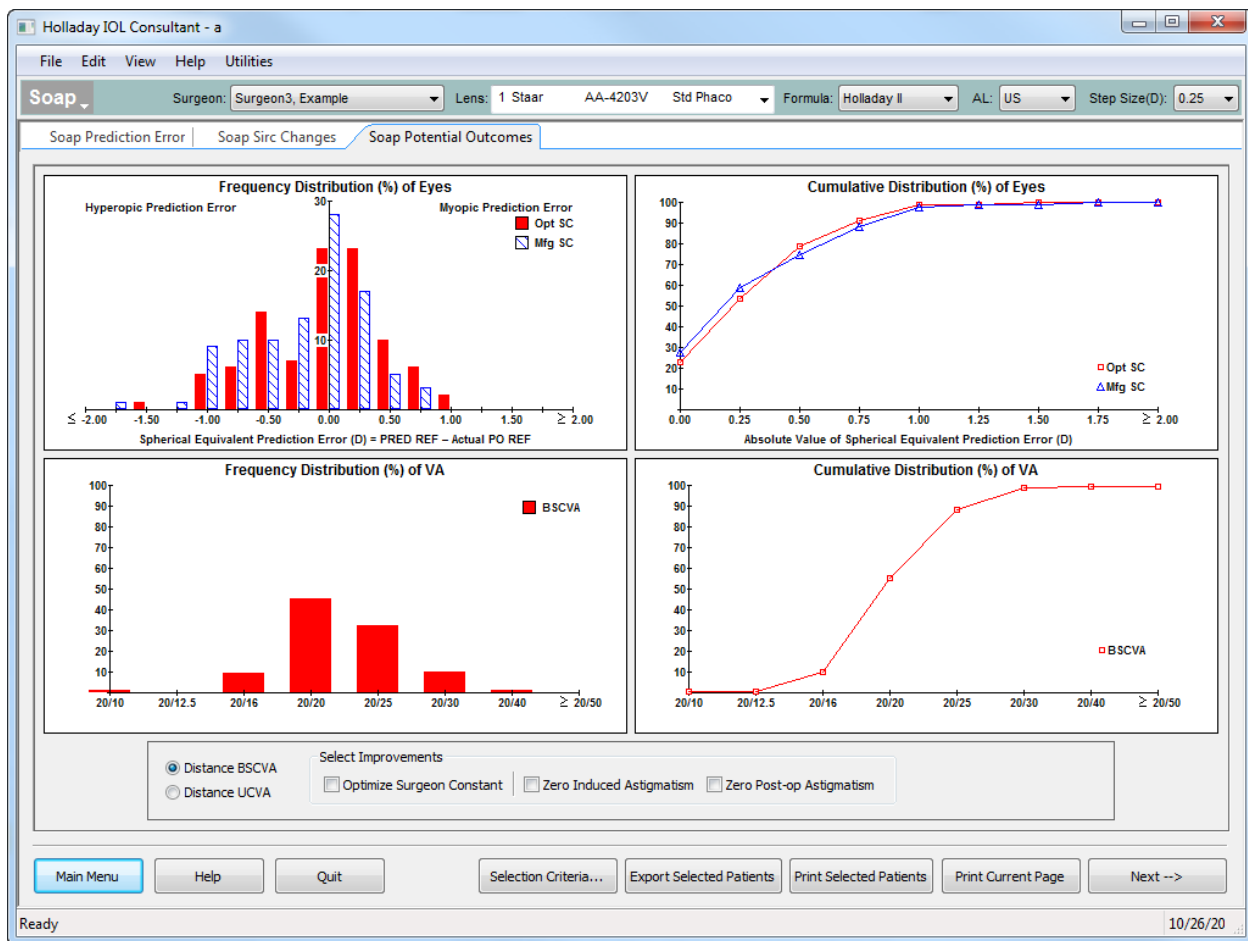 Holladay IOL Consultant - a
File Edit View Help Utilities
Soap Surgeon: Surgeon3, Example Lens: 1 Staar AA-4203V Std Phaco Formula: Holladay II AL: US Step Size(D): 0.25
Soap Prediction Error Soap Sirc Changes Soap Potential Outcomes
Frequency Distribution (%) of Eyes
Hyperopic Prediction Error
Myopic Prediction Error
Opt SC
Mfg SC
30
20
10
≤ -2.00 -1.50 -1.00 -0.50 0.00 0.50 1.00 1.50 ≥ 2.00
Spherical Equivalent Prediction Error (D) = PRED REF – Actual PO REF
Cumulative Distribution (%) of Eyes
100
90
80
70
60
50
40
30
20
10
Opt SC
Mfg SC
0.00 0.25 0.50 0.75 1.00 1.25 1.50 1.75 ≥ 2.00
Absolute Value of Spherical Equivalent Prediction Error (D)
Frequency Distribution (%) of VA
100
90
80
70
60
50
40
30
20
10
BSCVA
20/10 20/12.5 20/16 20/20 20/25 20/30 20/40 ≥ 20/50
Cumulative Distribution (%) of VA
100
90
80
70
60
50
40
30
20
10
BSCVA
20/10 20/12.5 20/16 20/20 20/25 20/30 20/40 ≥ 20/50
Distance BSCVA
Distance UCVA
Select Improvements
Optimize Surgeon Constant Zero Induced Astigmatism Zero Post-op Astigmatism
Main Menu Help Quit Selection Criteria... Export Selected Patients Print Selected Patients Print Current Page Next -->
Ready 10/26/20